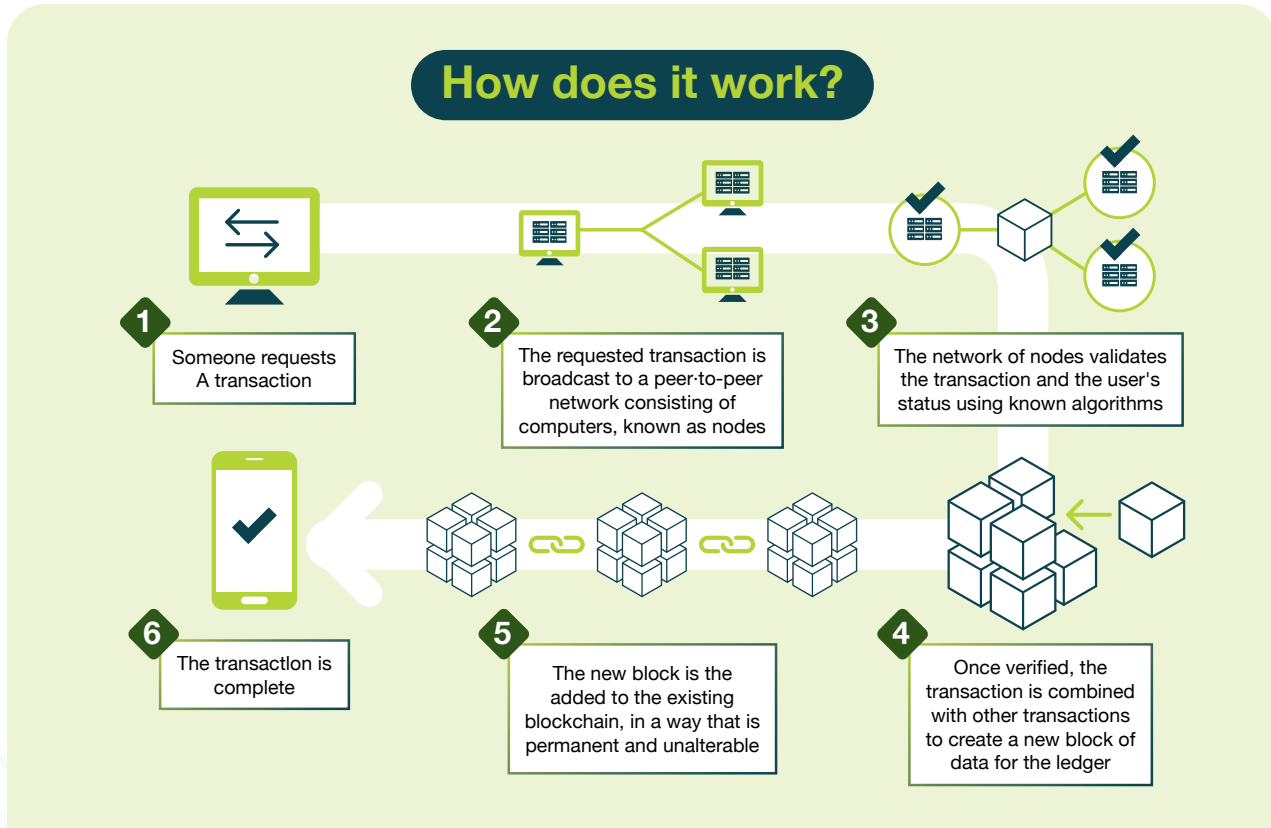 How does it work?
1
Someone requests
A transaction
2
The requested transaction is
broadcast to a peer·to-peer
network consisting of
computers, known as nodes
3
The network of nodes validates
the transaction and the user's
status using known algorithms
4
Once verified, the
transaction is combined
with other transactions
to create a new block of
data for the ledger
5
The new block is the
added to the existing
blockchain, in a way that is
permanent and unalterable
6
The transactlon is
complete